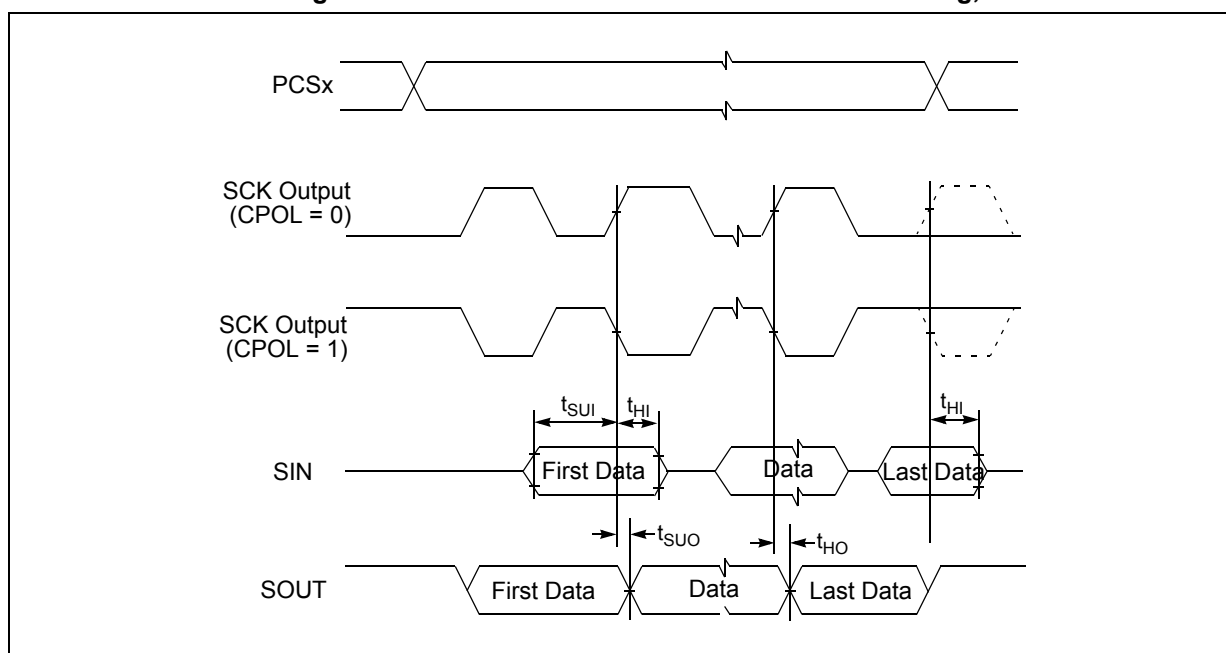 PCSx
SCK Output
(CPOL = 0)
SCK Output
(CPOL = 1)
tSUI
tHI
tHI
SIN
First Data
Data
Last Data
tSUO
tHO
SOUT
First Data
Data
Last Data